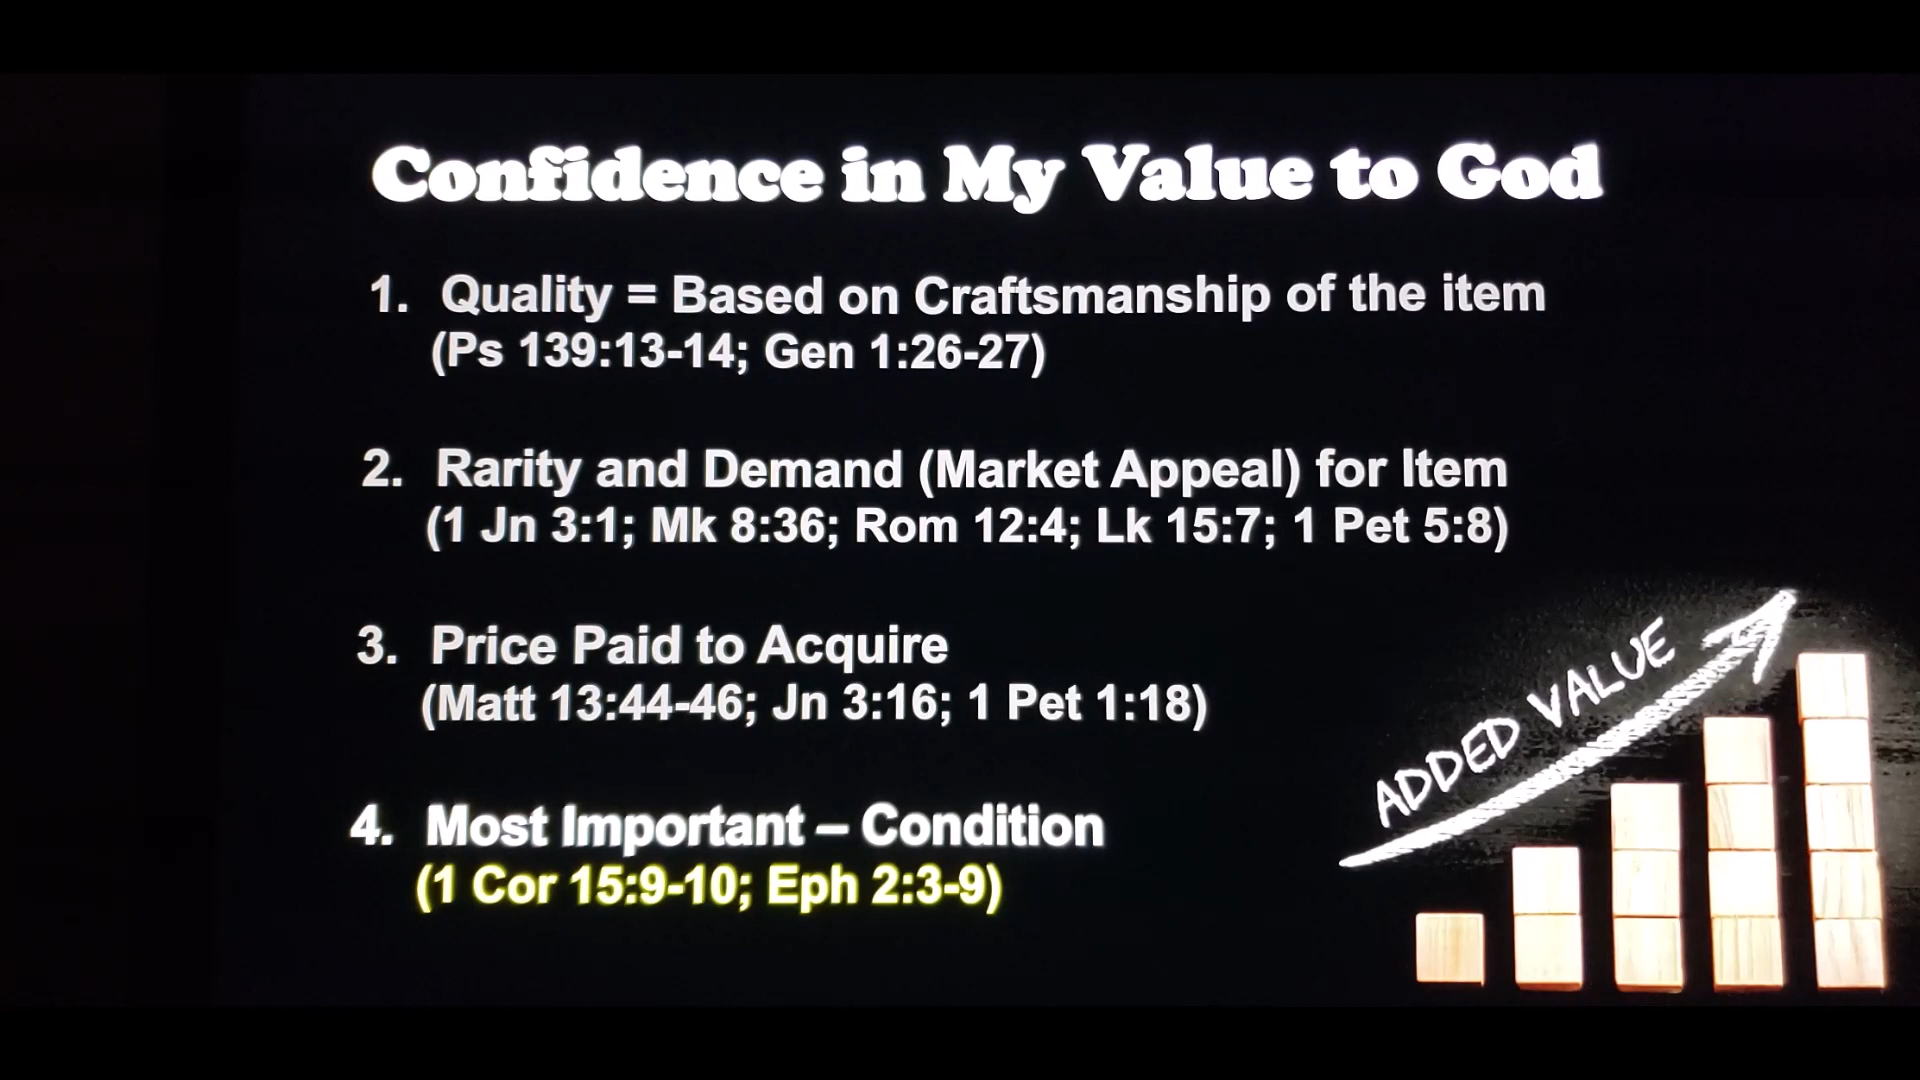 Confidence in My Value to God
1. Quality = Based on Craftsmanship of the item
(Ps 139:13-14; Gen 1:26-27)
2. Rarity and Demand (Market Appeal) for Item
(1 Jn 3:1; Mk 8:36; Rom 12:4; Lk 15:7; 1 Pet 5:8)
3. Price Paid to Acquire
(Matt 13:44-46; Jn 3:16; 1 Pet 1:18)
4. Most Important – Condition
(1 Cor 15:9-10; Eph 2:3-9)
ADDED VALUE